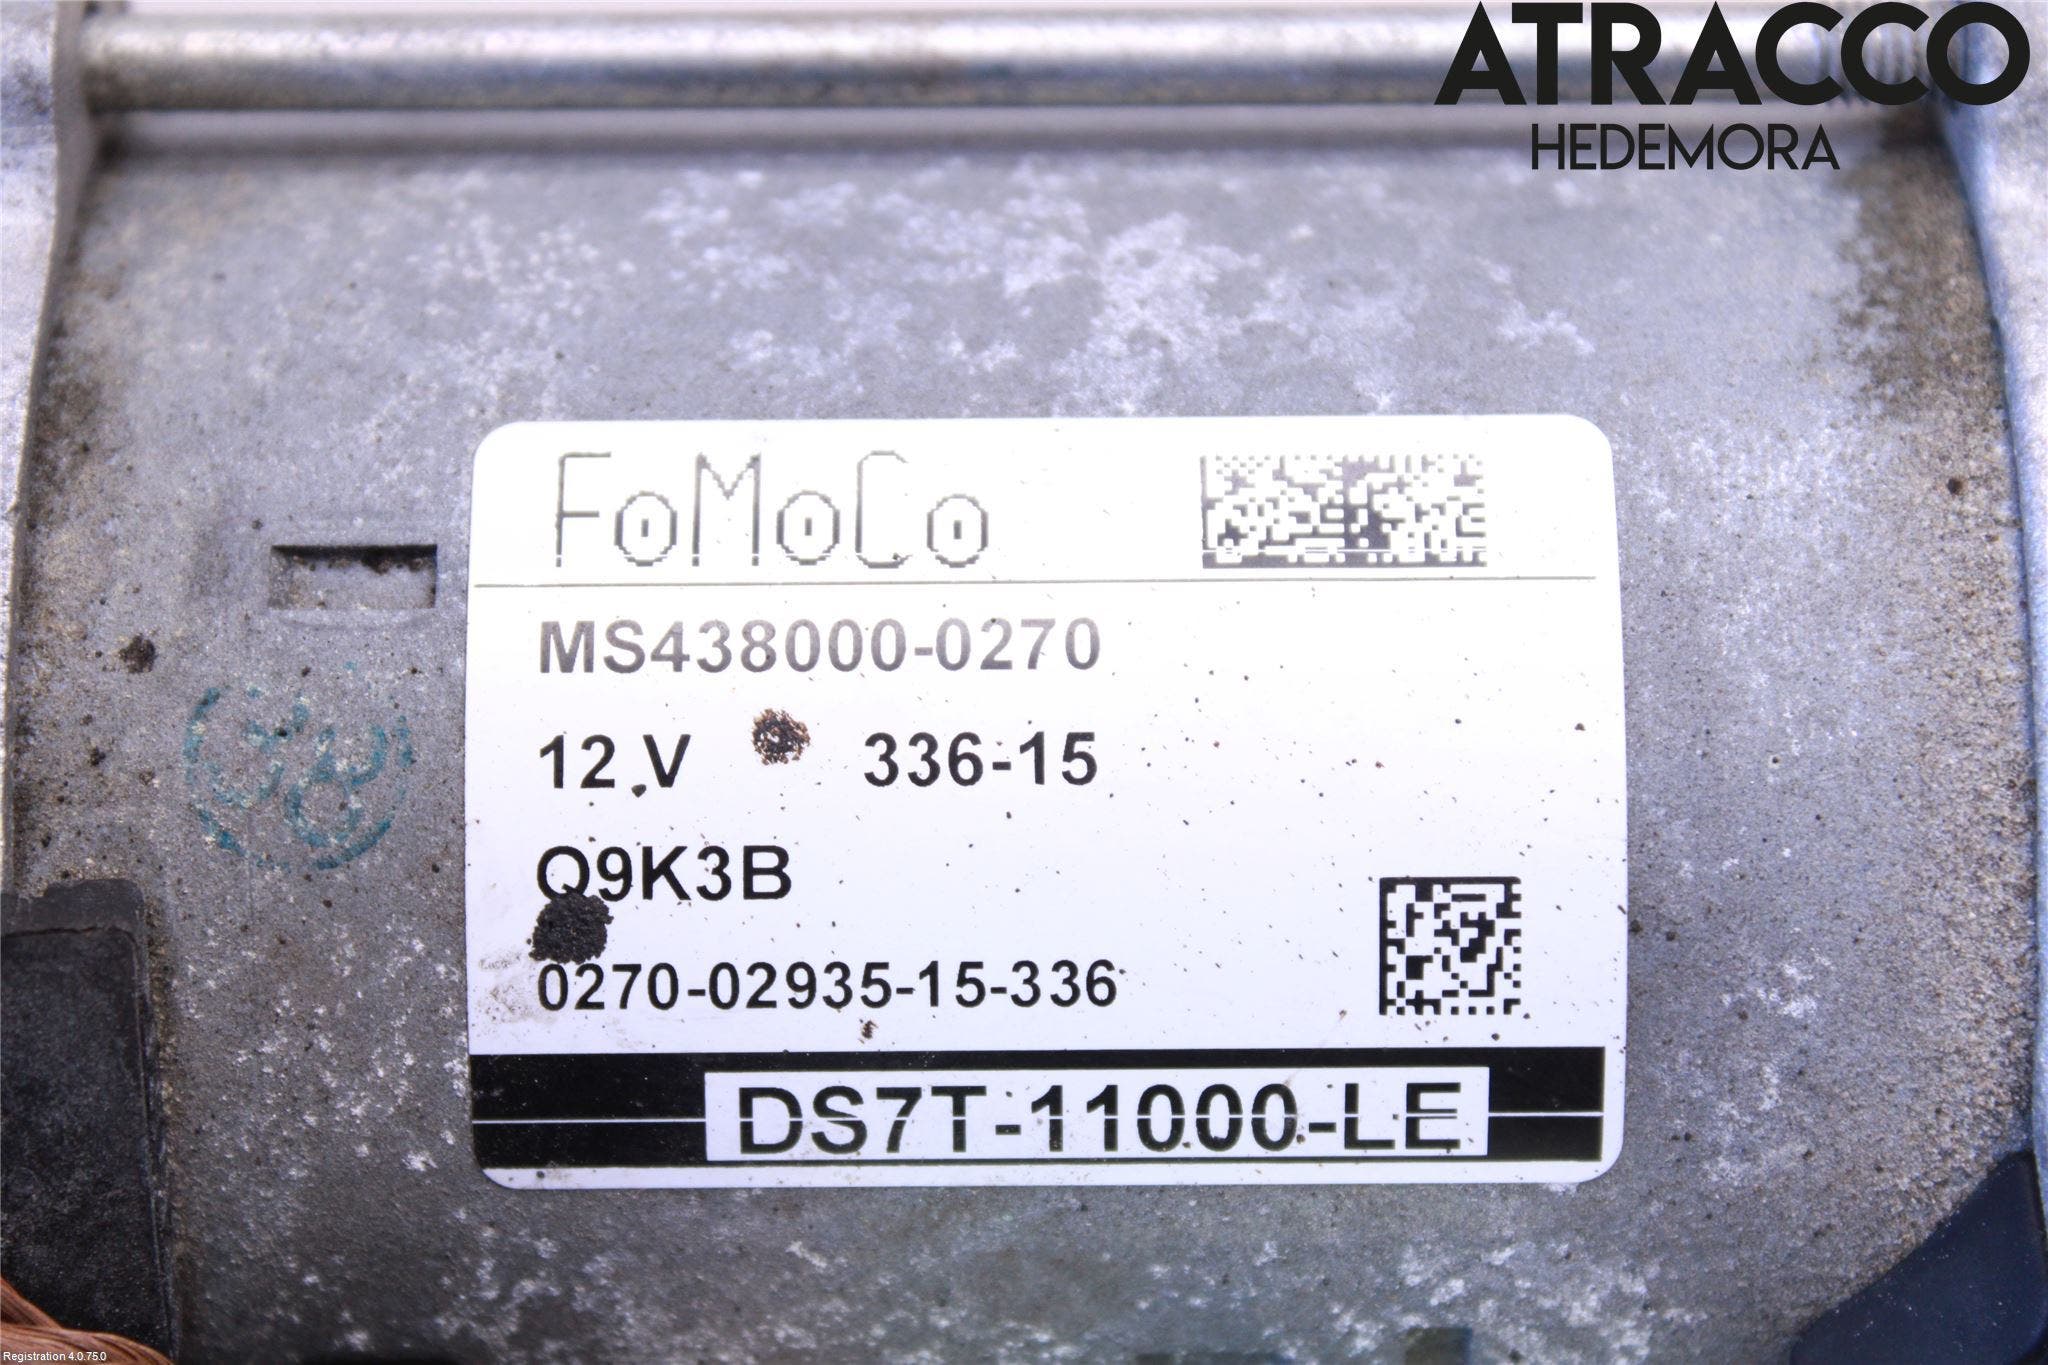 ATRACCO
HEDEMORA
FoMoCo
MS438000-0270
12 V 336-15
Q9K3B
0270-02935-15-336
DS7T-11000-LE
Registration 4.0.75.0